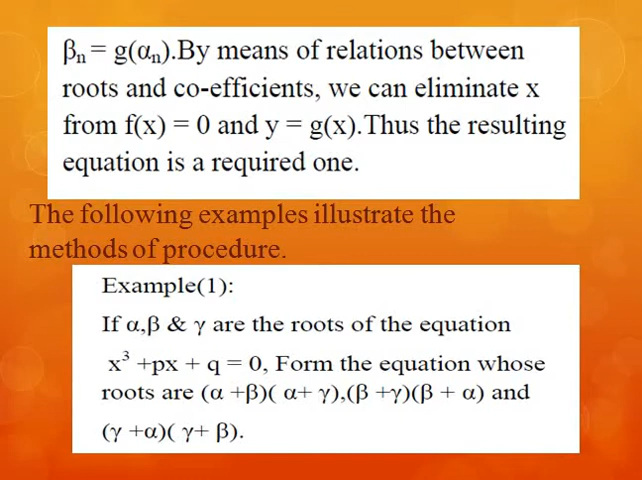 βₙ = g(αₙ).By means of relations between
roots and co-efficients, we can eliminate x
from f(x) = 0 and y = g(x).Thus the resulting
equation is a required one.
The following examples illustrate the
methods of procedure.
Example(1):
If α,β & γ are the roots of the equation
x³ +px + q = 0, Form the equation whose
roots are (α +β)( α+ γ),(β +γ)(β + α) and
(γ +α)( γ+ β).